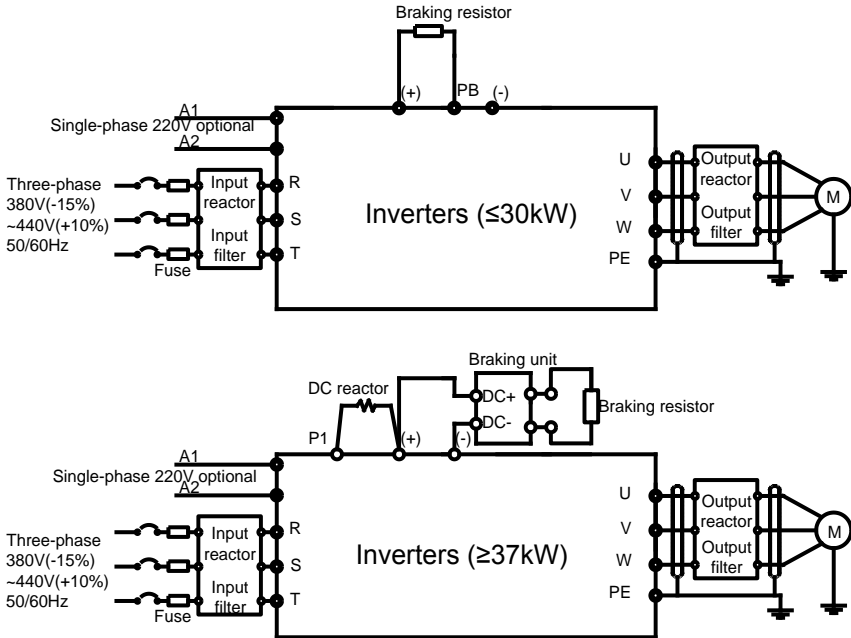 Braking resistor
(+)
PB
(-)
A1
Single-phase 220V optional
A2
Three-phase
380V(-15%)
~440V(+10%)
50/60Hz
Fuse
Input
reactor
Input
filter
R
S
T
Inverters (≤30kW)
U
V
W
PE
Output
reactor
Output
filter
M
Braking unit
DC reactor
DC+
DC-
Braking resistor
P1
(+)
(-)
A1
Single-phase 220V optional
A2
Three-phase
380V(-15%)
~440V(+10%)
50/60Hz
Fuse
Input
reactor
Input
filter
R
S
T
Inverters (≥37kW)
U
V
W
PE
Output
reactor
Output
filter
M